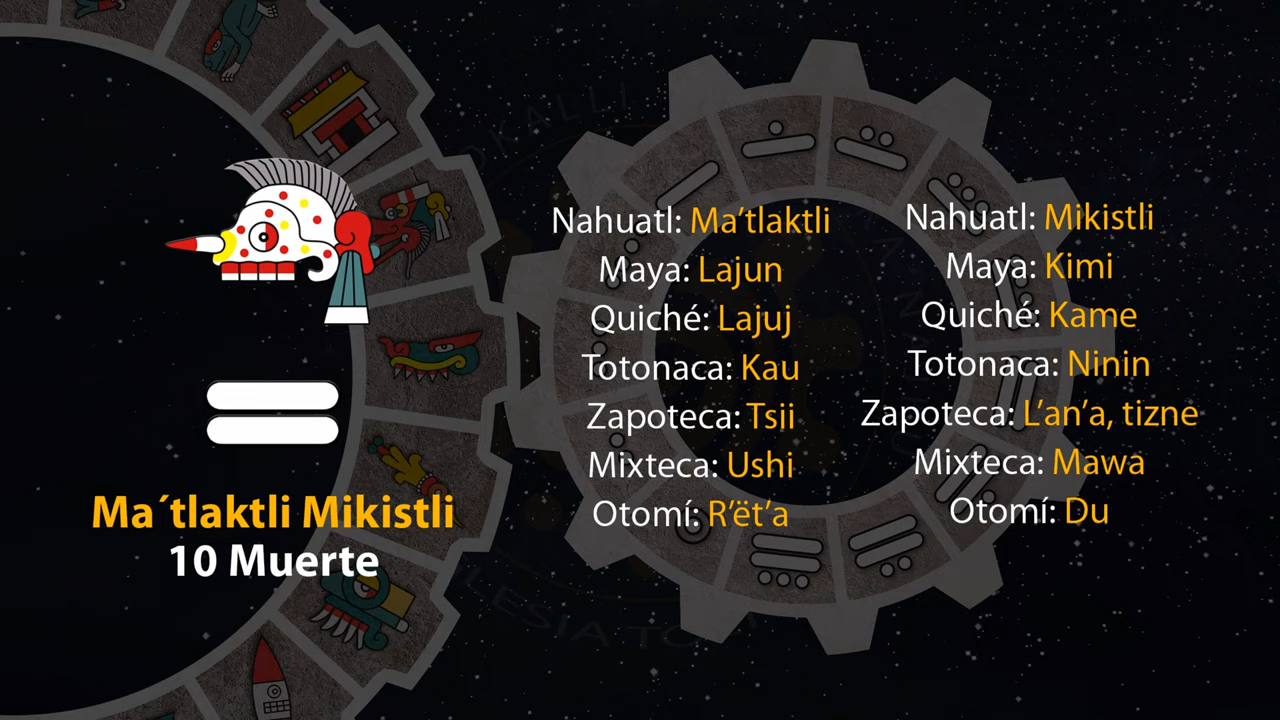 Nahuatl: Ma’tlaktli
Maya: Lajun
Quiché: Lajuj
Totonaca: Kau
Zapoteca: Tsii
Mixteca: Ushi
Otomí: R’ët’a
Nahuatl: Mikistli
Maya: Kimi
Quiché: Kame
Totonaca: Ninin
Zapoteca: L’an’a, tizne
Mixteca: Mawa
Otomí: Du
Ma´tlaktli Mikistli
10 Muerte